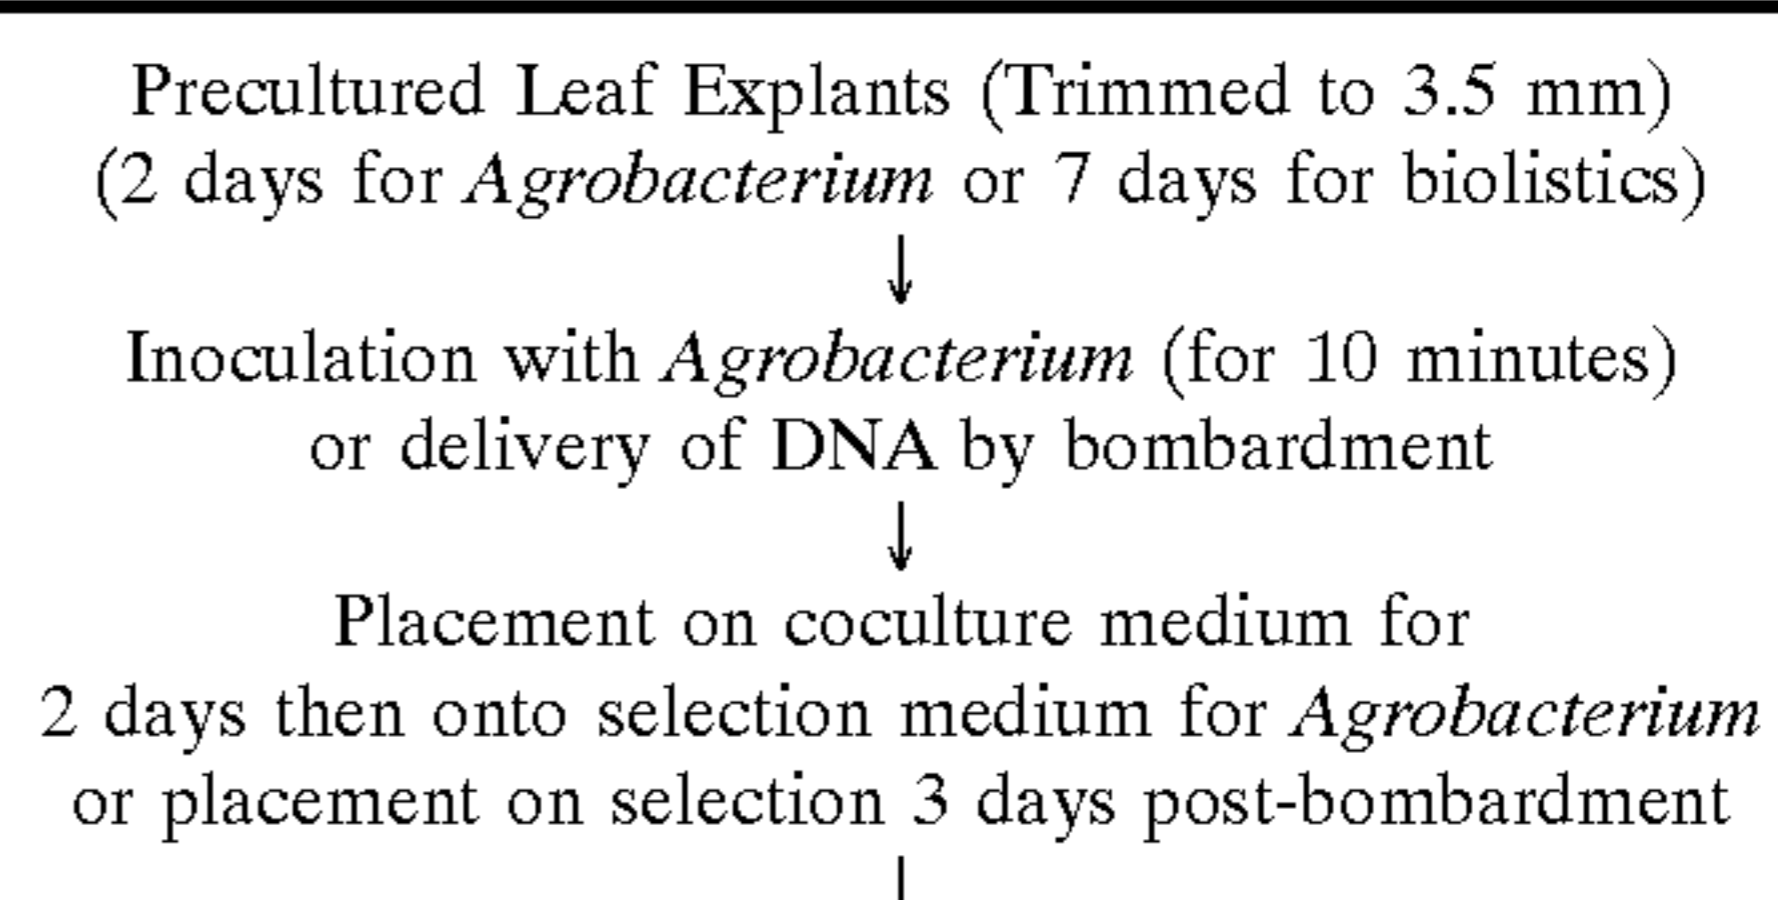 Precultured Leaf Explants (Trimmed to 3.5 mm)
(2 days for Agrobacterium or 7 days for biolistics)
Inoculation with Agrobacterium (for 10 minutes)
or delivery of DNA by bombardment
Placement on coculture medium for
2 days then onto selection medium for Agrobacterium
or placement on selection 3 days post-bombardment